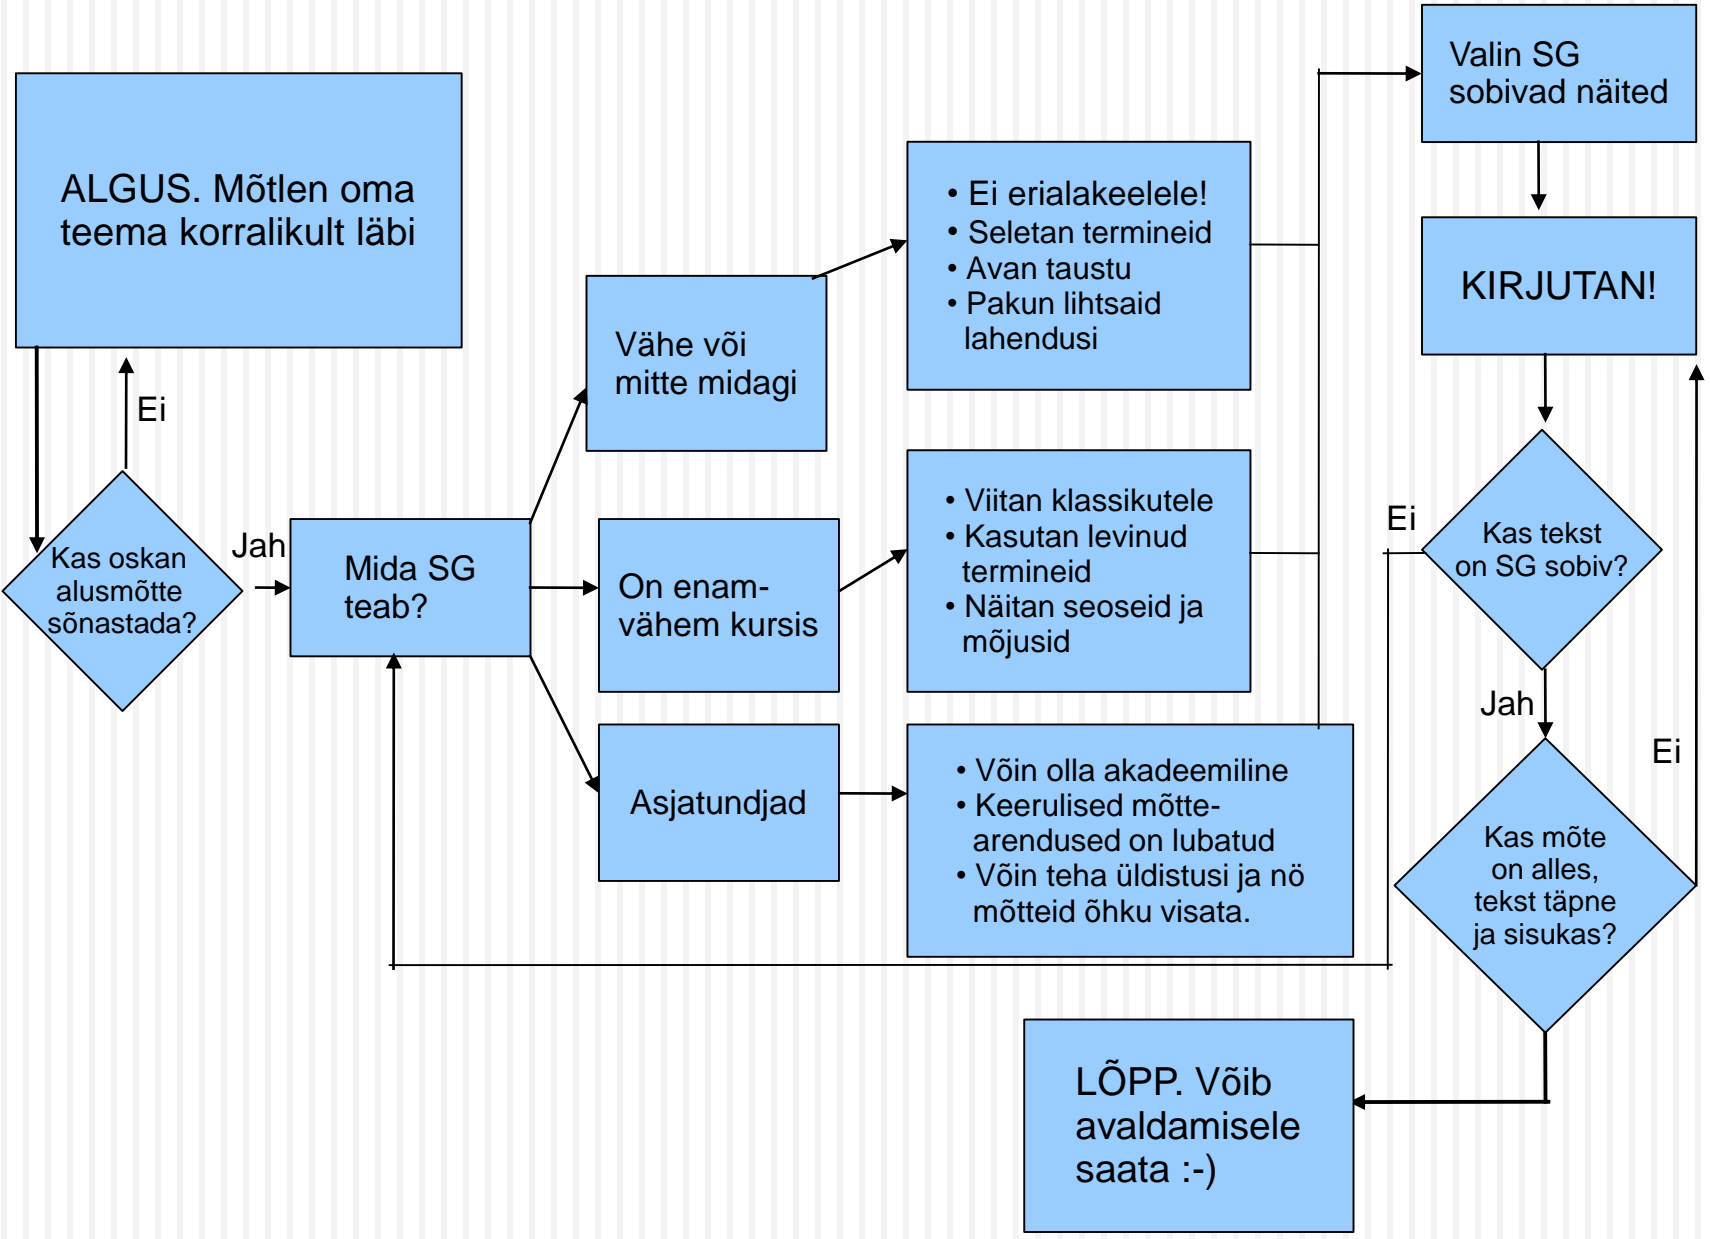 ALGUS. Mõtlen oma
teema korralikult läbi
Ei
Kas oskan
alusmõtte
sõnastada?
Jah
Mida SG
teab?
Vähe või
mitte midagi
On enam-
vähem kursis
Asjatundjad
• Ei erialakeelele!
• Seletan termineid
• Avan taustu
• Pakun lihtsaid
lahendusi
• Viitan klassikutele
• Kasutan levinud
termineid
• Näitan seoseid ja
mõjusid
• Võin olla akadeemiline
• Keerulised mõtte-
arendused on lubatud
• Võin teha üldistusi ja nö
mõtteid õhku visata.
Valin SG
sobivad näited
KIRJUTAN!
Ei
Kas tekst
on SG sobiv?
Jah
Ei
Kas mõte
on alles,
tekst täpne
ja sisukas?
LÕPP. Võib
avaldamisele
saata :-)